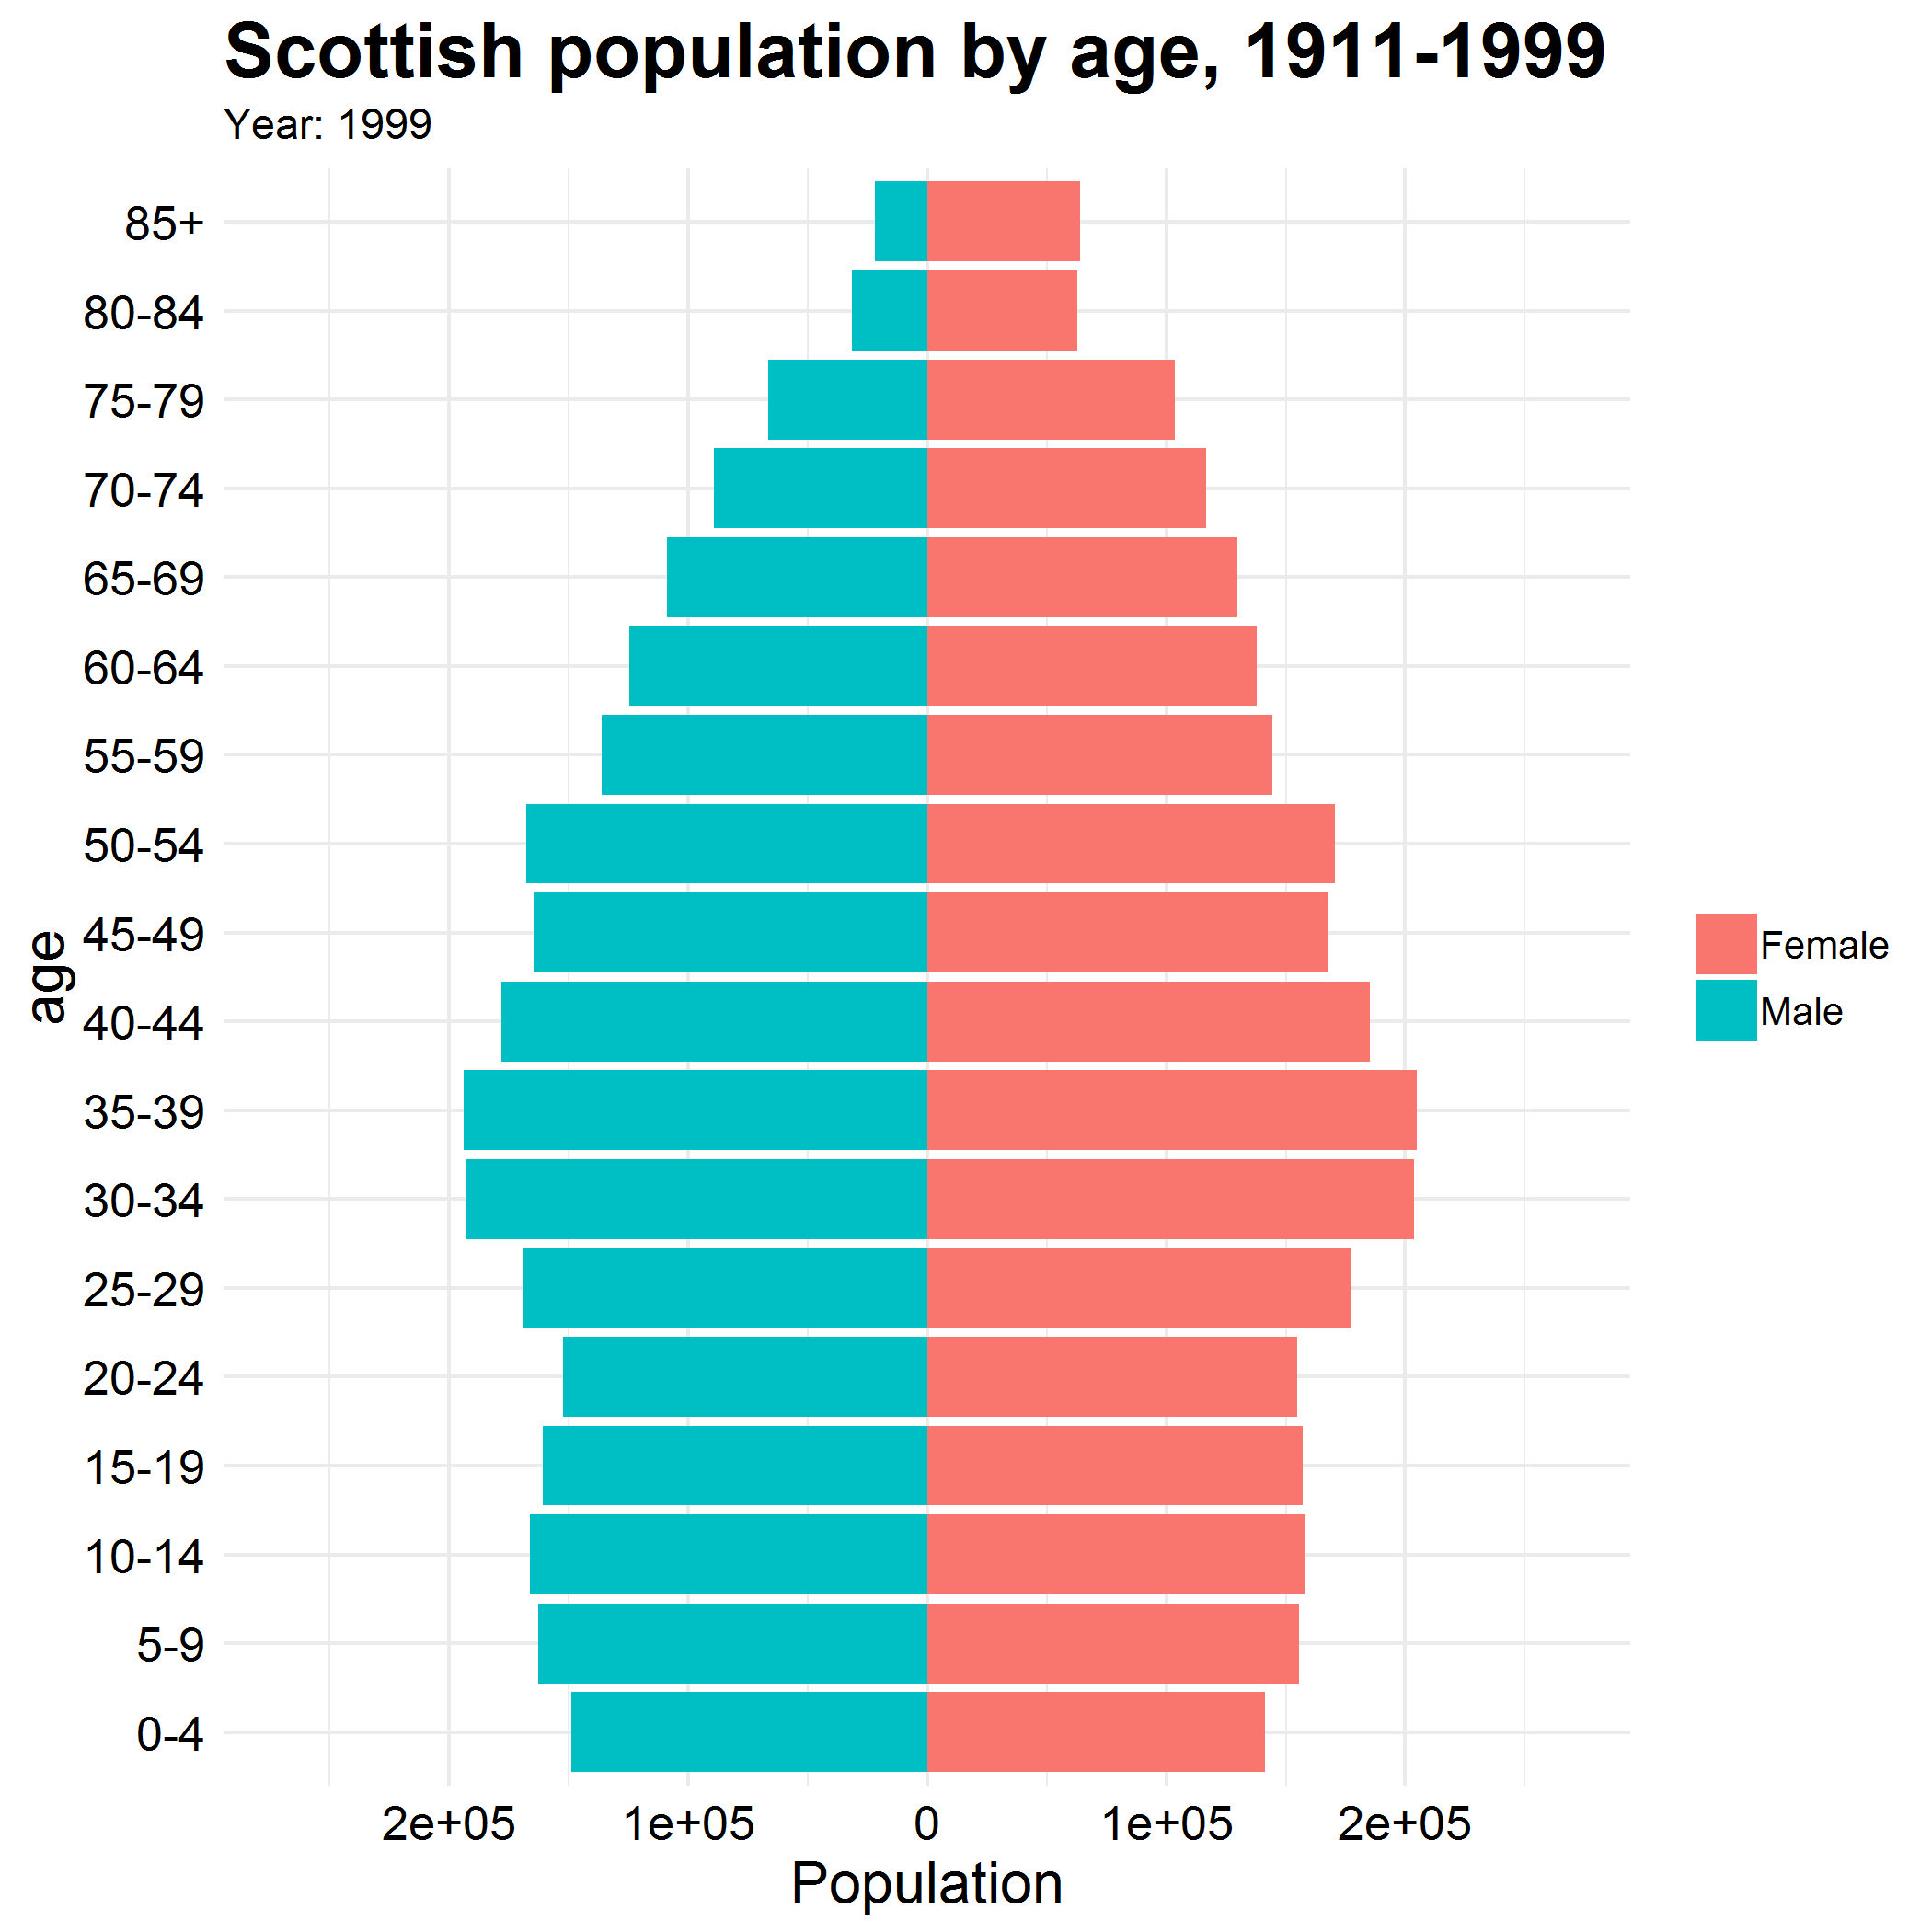 Scottish population by age, 1911-1999
Year: 1999
85+
80-84
75-79
70-74
65-69
60-64
55-59
50-54
45-49
40-44
35-39
30-34
25-29
20-24
15-19
10-14
5-9
0-4
age
2e+05 1e+05 0 1e+05 2e+05
Population
Female
Male